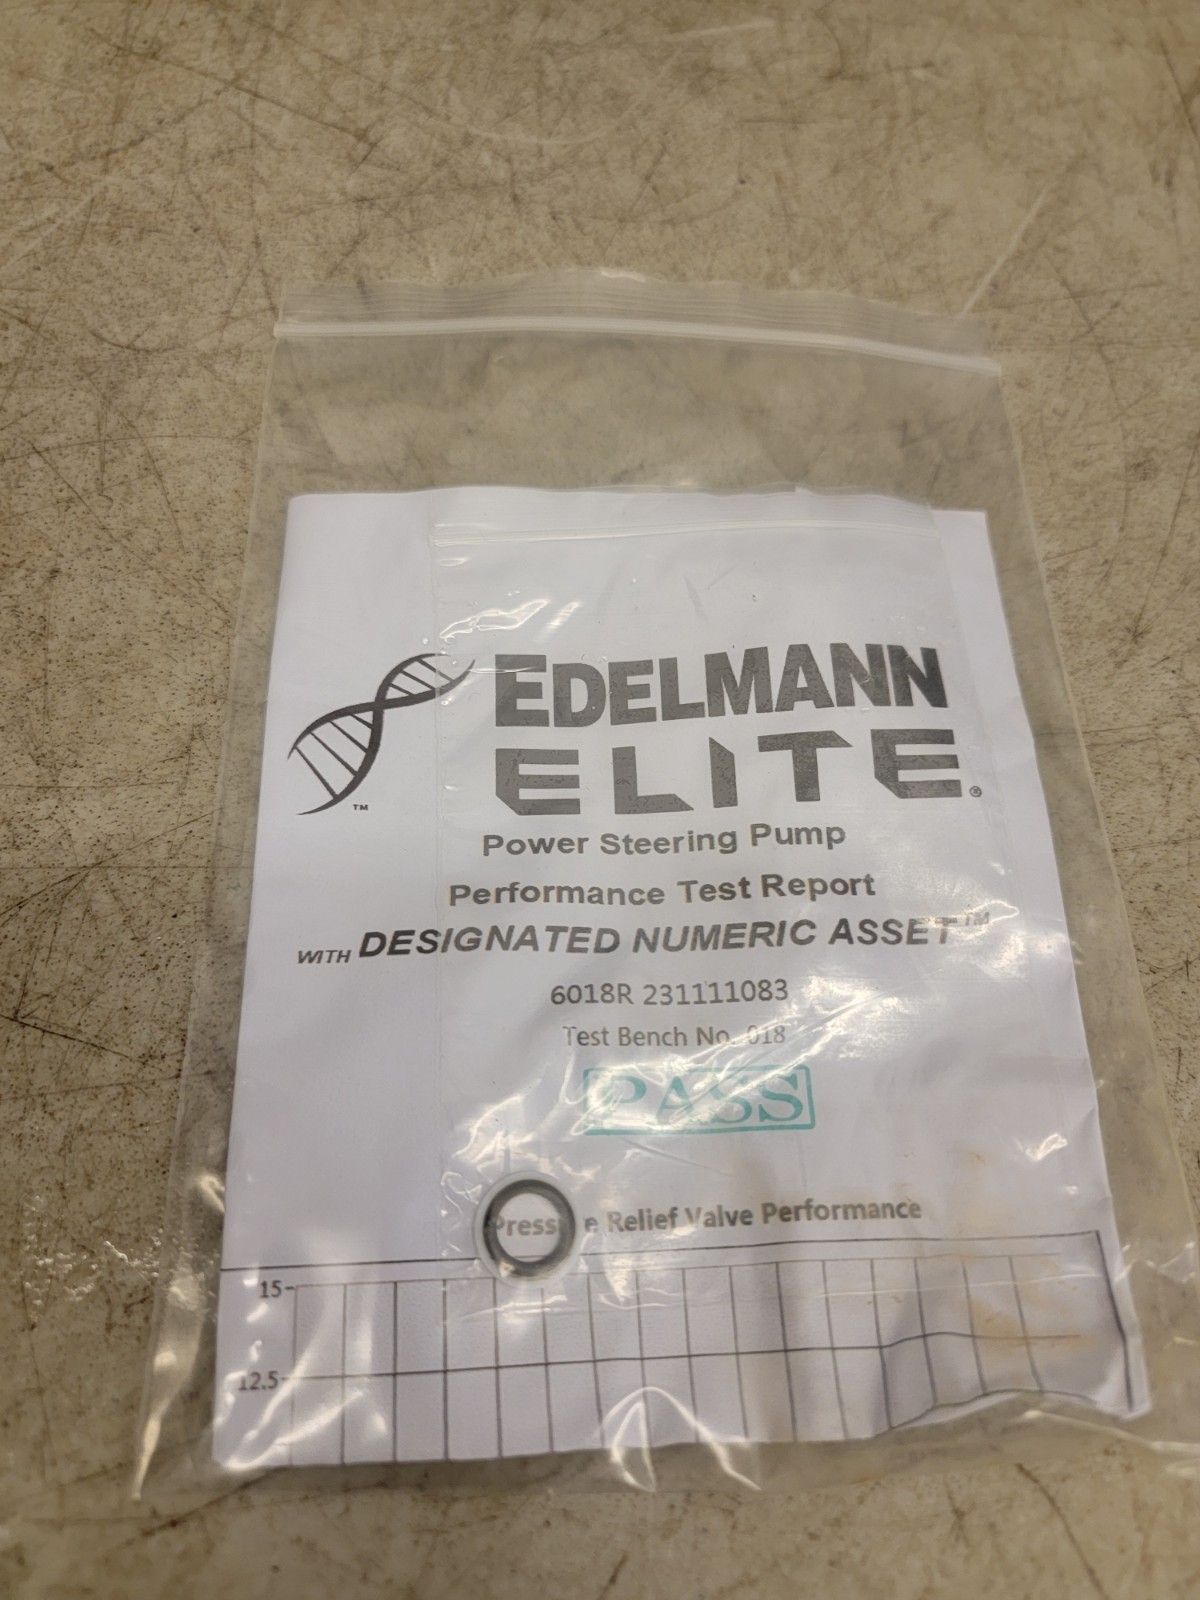 EDELMANN
ELITE®
™
Power Steering Pump
Performance Test Report
WITH DESIGNATED NUMERIC ASSET™
6018R 231111083
Test Bench No. 018
PASS
Pressure Relief Valve Performance
15
12.5